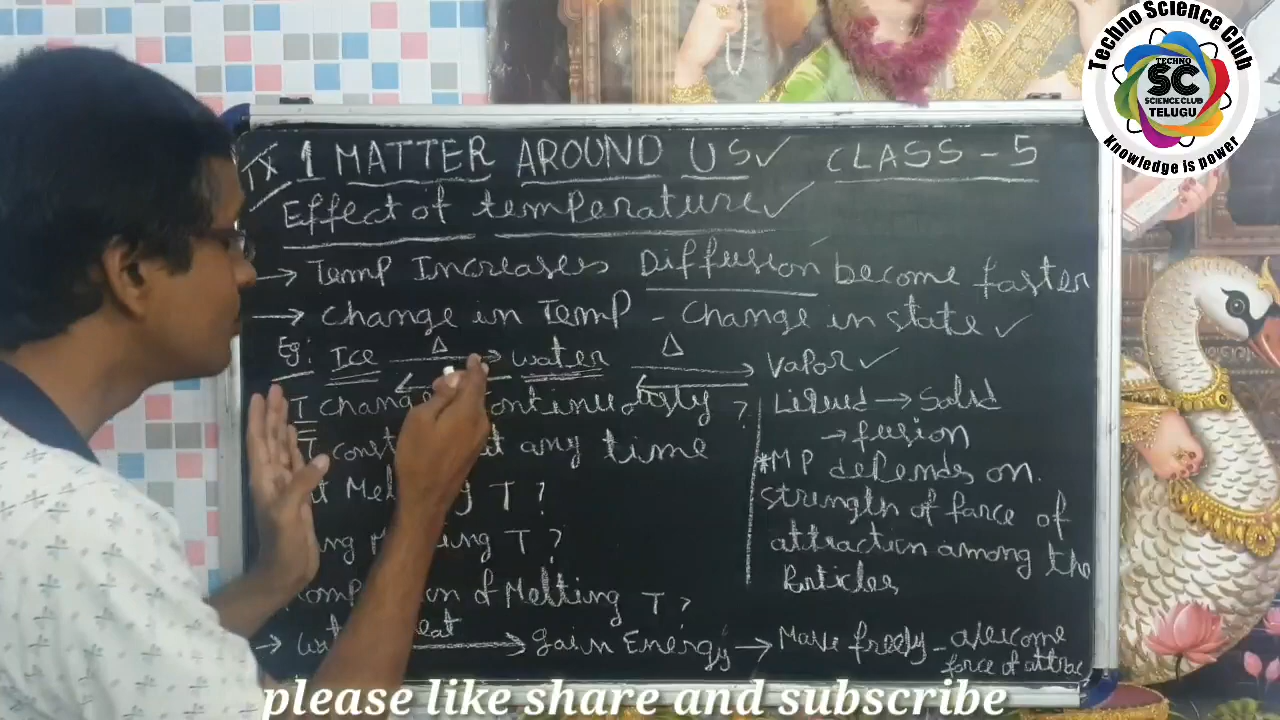 IX 1 MATTER AROUND US✓ CLASS - 5
Effect of temperature✓
→ Temp Increases Diffusion become faster
→ Change in Temp - Change in state✓
Eg: Ice Δ → water Δ → Vapor✓
T change continuously ?
T any time
Melting T ?
T ?
of Melting T ?
→ → gain Energy → Move freely - overcome
force of attrac
Liquid → Solid
→ fusion
*MP depends on.
strength of farce of
attraction among the
Particles
Techno Science Club
TECHNO
SC
SCIENCE CLUB
TELUGU
Knowledge is power
please like share and subscribe